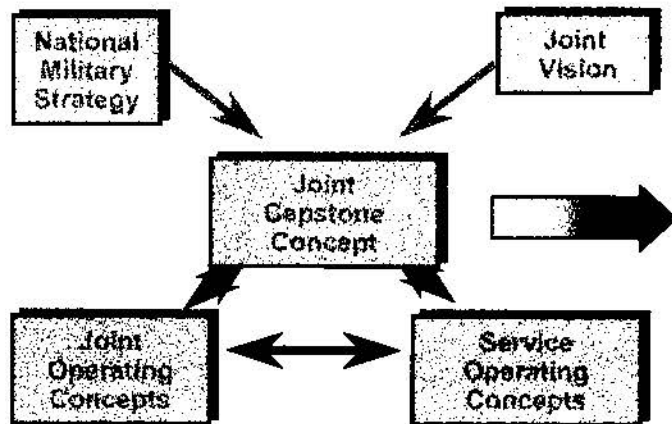 National
Military
Strategy
Joint
Vision
Joint
Capstone
Concept
Joint
Operating
Concepts
Service
Operating
Concepts